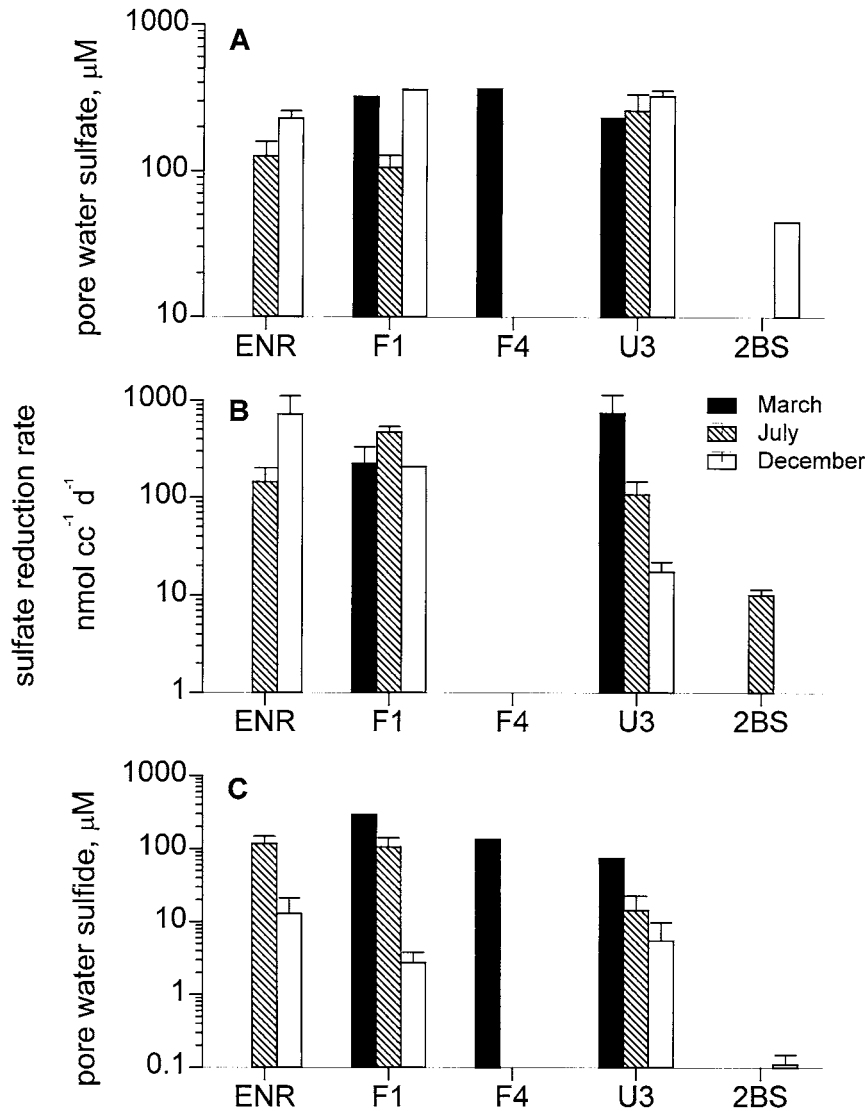 A
pore water sulfate, μM
1000
100
10
ENR F1 F4 U3 2BS
B
sulfate reduction rate
nmol cc⁻¹ d⁻¹
1000
100
10
1
March
July
December
ENR F1 F4 U3 2BS
C
pore water sulfide, μM
1000
100
10
1
0.1
ENR F1 F4 U3 2BS